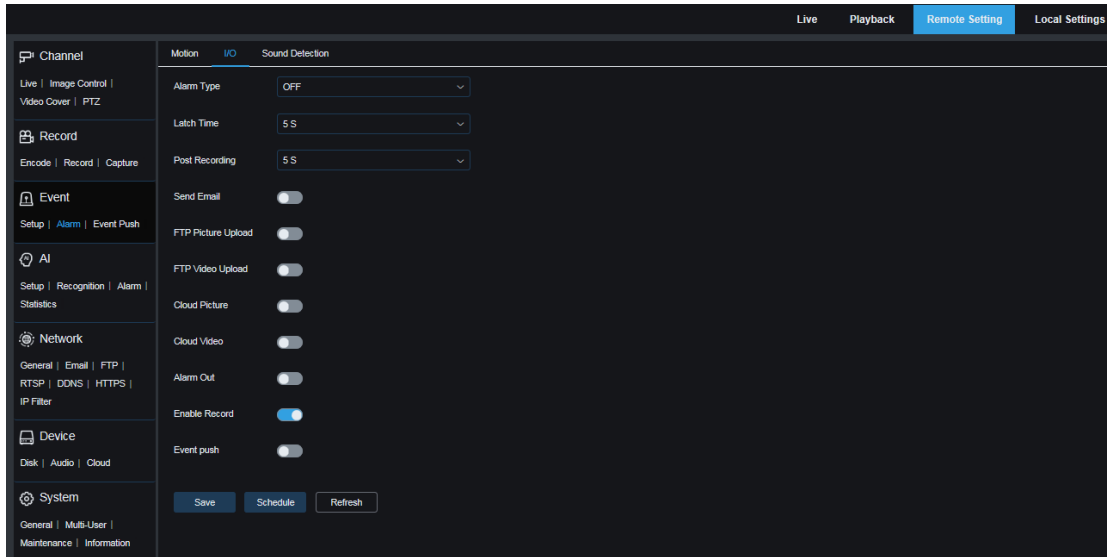 Live Playback Remote Setting Local Settings
Channel
Live | Image Control |
Video Cover | PTZ
Record
Encode | Record | Capture
Event
Setup | Alarm | Event Push
AI
Setup | Recognition | Alarm |
Statistics
Network
General | Email | FTP |
RTSP | DDNS | HTTPS |
IP Filter
Device
Disk | Audio | Cloud
System
General | Multi-User |
Maintenance | Information
Motion I/O Sound Detection
Alarm Type OFF
Latch Time 5 S
Post Recording 5 S
Send Email
FTP Picture Upload
FTP Video Upload
Cloud Picture
Cloud Video
Alarm Out
Enable Record
Event push
Save Schedule Refresh